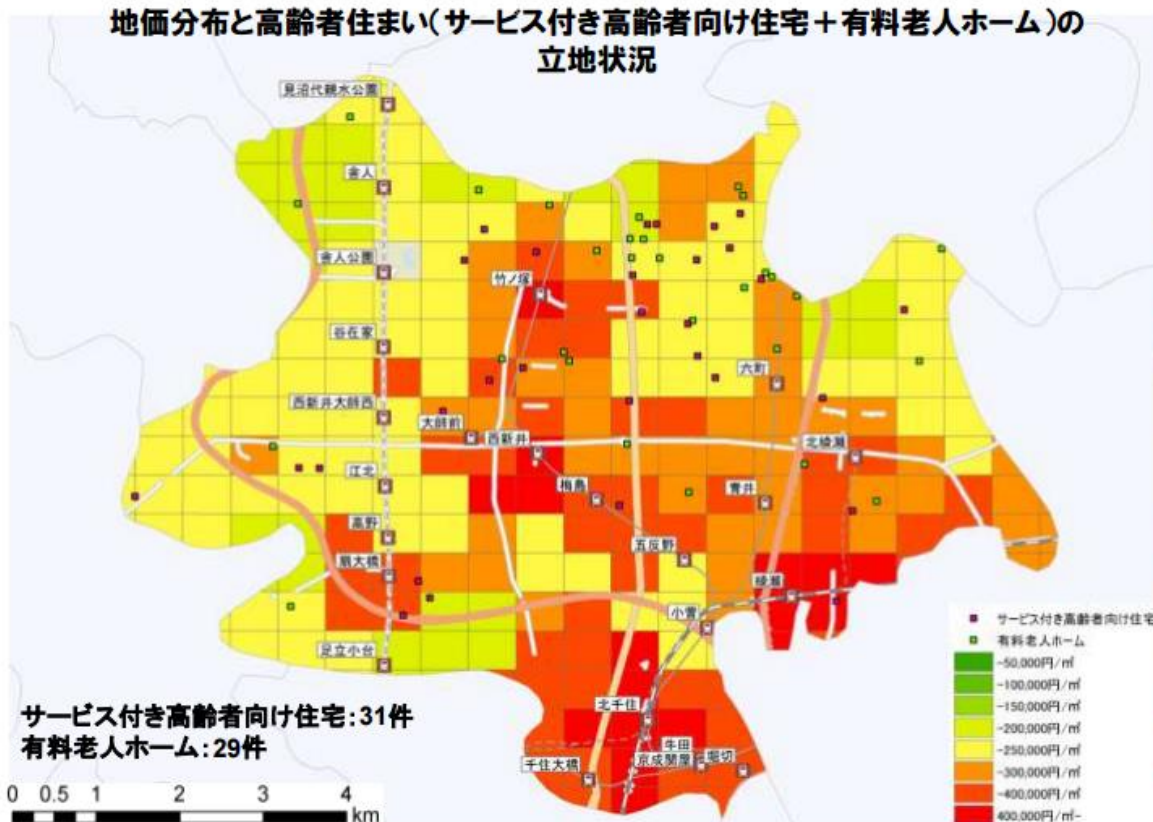 地価分布と高齢者住まい(サービス付き高齢者向け住宅+有料老人ホーム)の
立地状況
見沼代親水公園
舎人
舎人公園
竹ノ塚
谷在家
六町
西新井大師西
大師前
西新井
北綾瀬
江北
梅島
青井
高野
五反野
扇大橋
綾瀬
小菅
足立小台
北千住
牛田
京成関屋
堀切
千住大橋
サービス付き高齢者向け住宅
有料老人ホーム
-50,000円/㎡
-100,000円/㎡
-150,000円/㎡
-200,000円/㎡
-250,000円/㎡
-300,000円/㎡
-400,000円/㎡
400,000円/㎡-
サービス付き高齢者向け住宅:31件
有料老人ホーム:29件
0 0.5 1 2 3 4
km